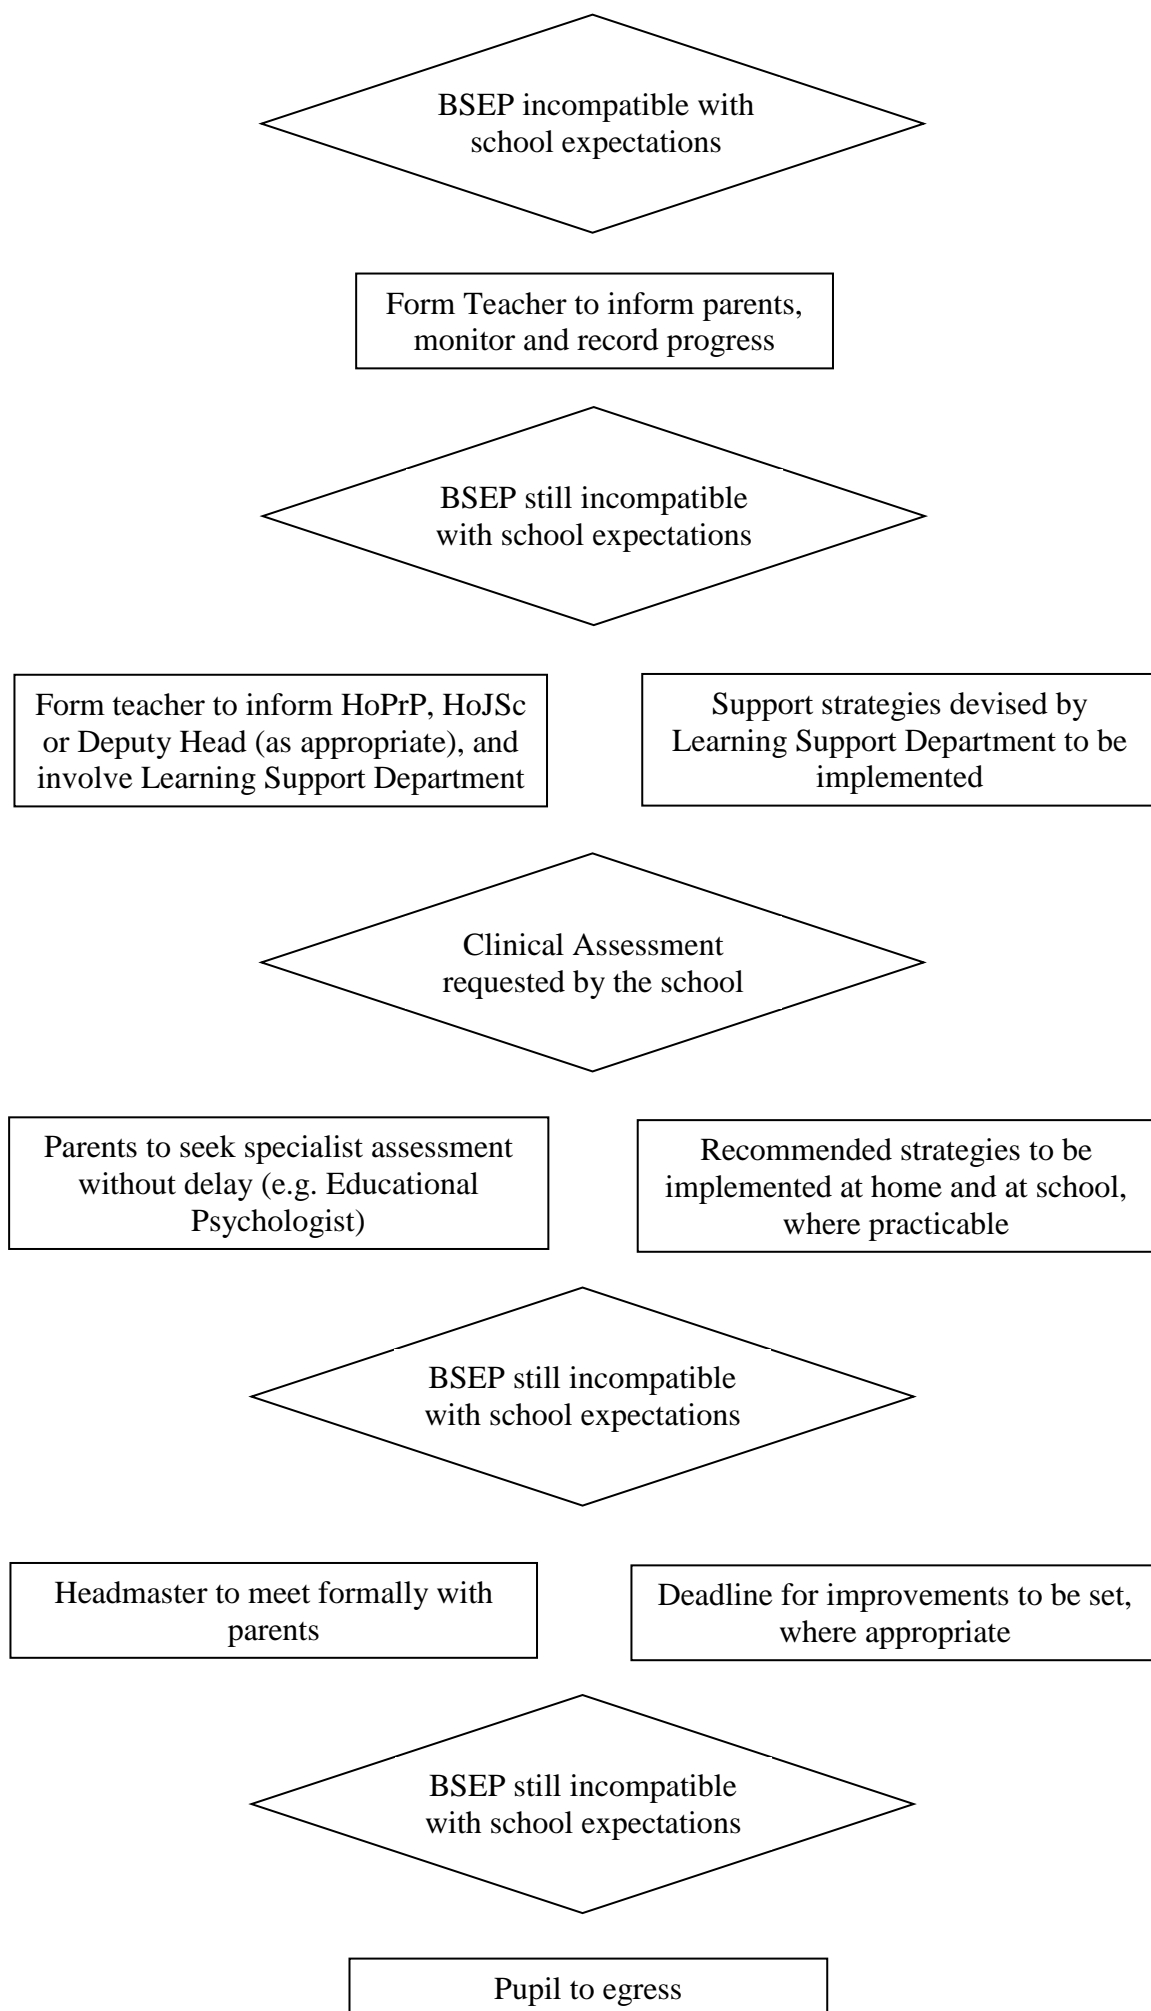 BSEP incompatible with
school expectations
Form Teacher to inform parents,
monitor and record progress
BSEP still incompatible
with school expectations
Form teacher to inform HoPrP, HoJSc
or Deputy Head (as appropriate), and
involve Learning Support Department
Support strategies devised by
Learning Support Department to be
implemented
Clinical Assessment
requested by the school
Parents to seek specialist assessment
without delay (e.g. Educational
Psychologist)
Recommended strategies to be
implemented at home and at school,
where practicable
BSEP still incompatible
with school expectations
Headmaster to meet formally with
parents
Deadline for improvements to be set,
where appropriate
BSEP still incompatible
with school expectations
Pupil to egress